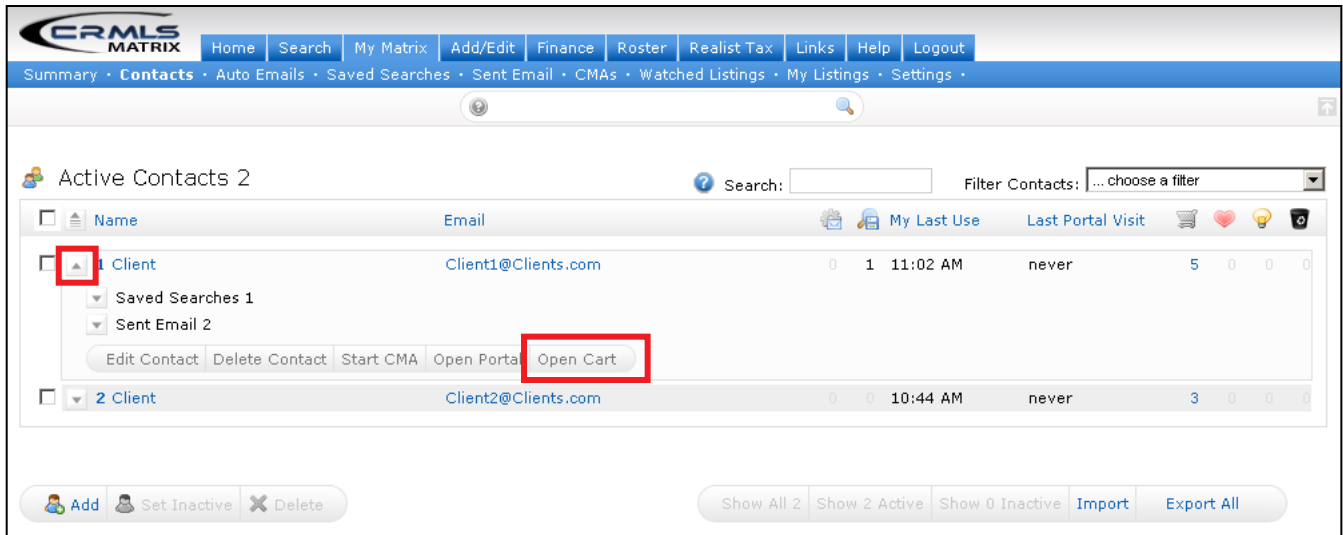 CRMLS
MATRIX
Home Search My Matrix Add/Edit Finance Roster Realist Tax Links Help Logout
Summary · Contacts · Auto Emails · Saved Searches · Sent Email · CMAs · Watched Listings · My Listings · Settings ·
Active Contacts 2
Search:
Filter Contacts: ... choose a filter
Name Email My Last Use Last Portal Visit
1 Client Client1@Clients.com 0 1 11:02 AM never 5 0 0 0
Saved Searches 1
Sent Email 2
Edit Contact Delete Contact Start CMA Open Portal Open Cart
2 Client Client2@Clients.com 0 0 10:44 AM never 3 0 0 0
Add Set Inactive Delete Show All 2 Show 2 Active Show 0 Inactive Import Export All